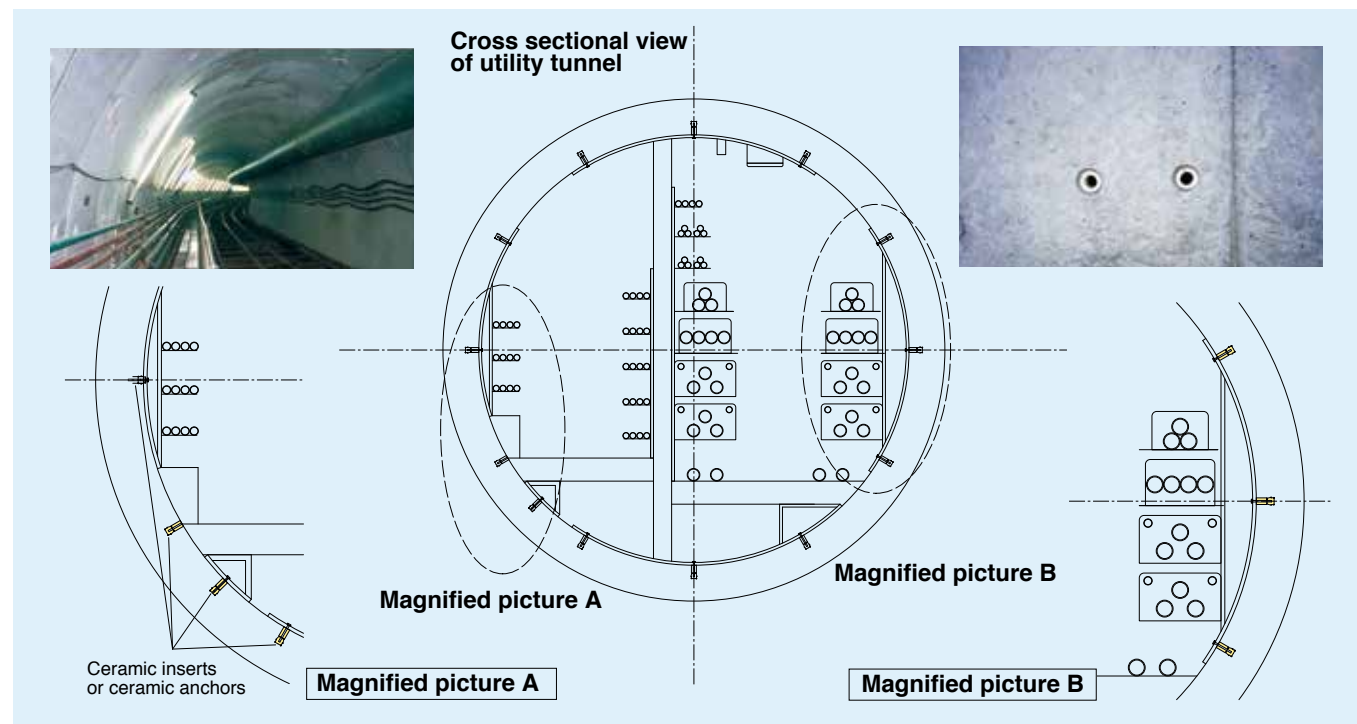 Cross sectional view
of utility tunnel
Magnified picture A
Magnified picture B
Ceramic inserts
or ceramic anchors
Magnified picture A
Magnified picture B